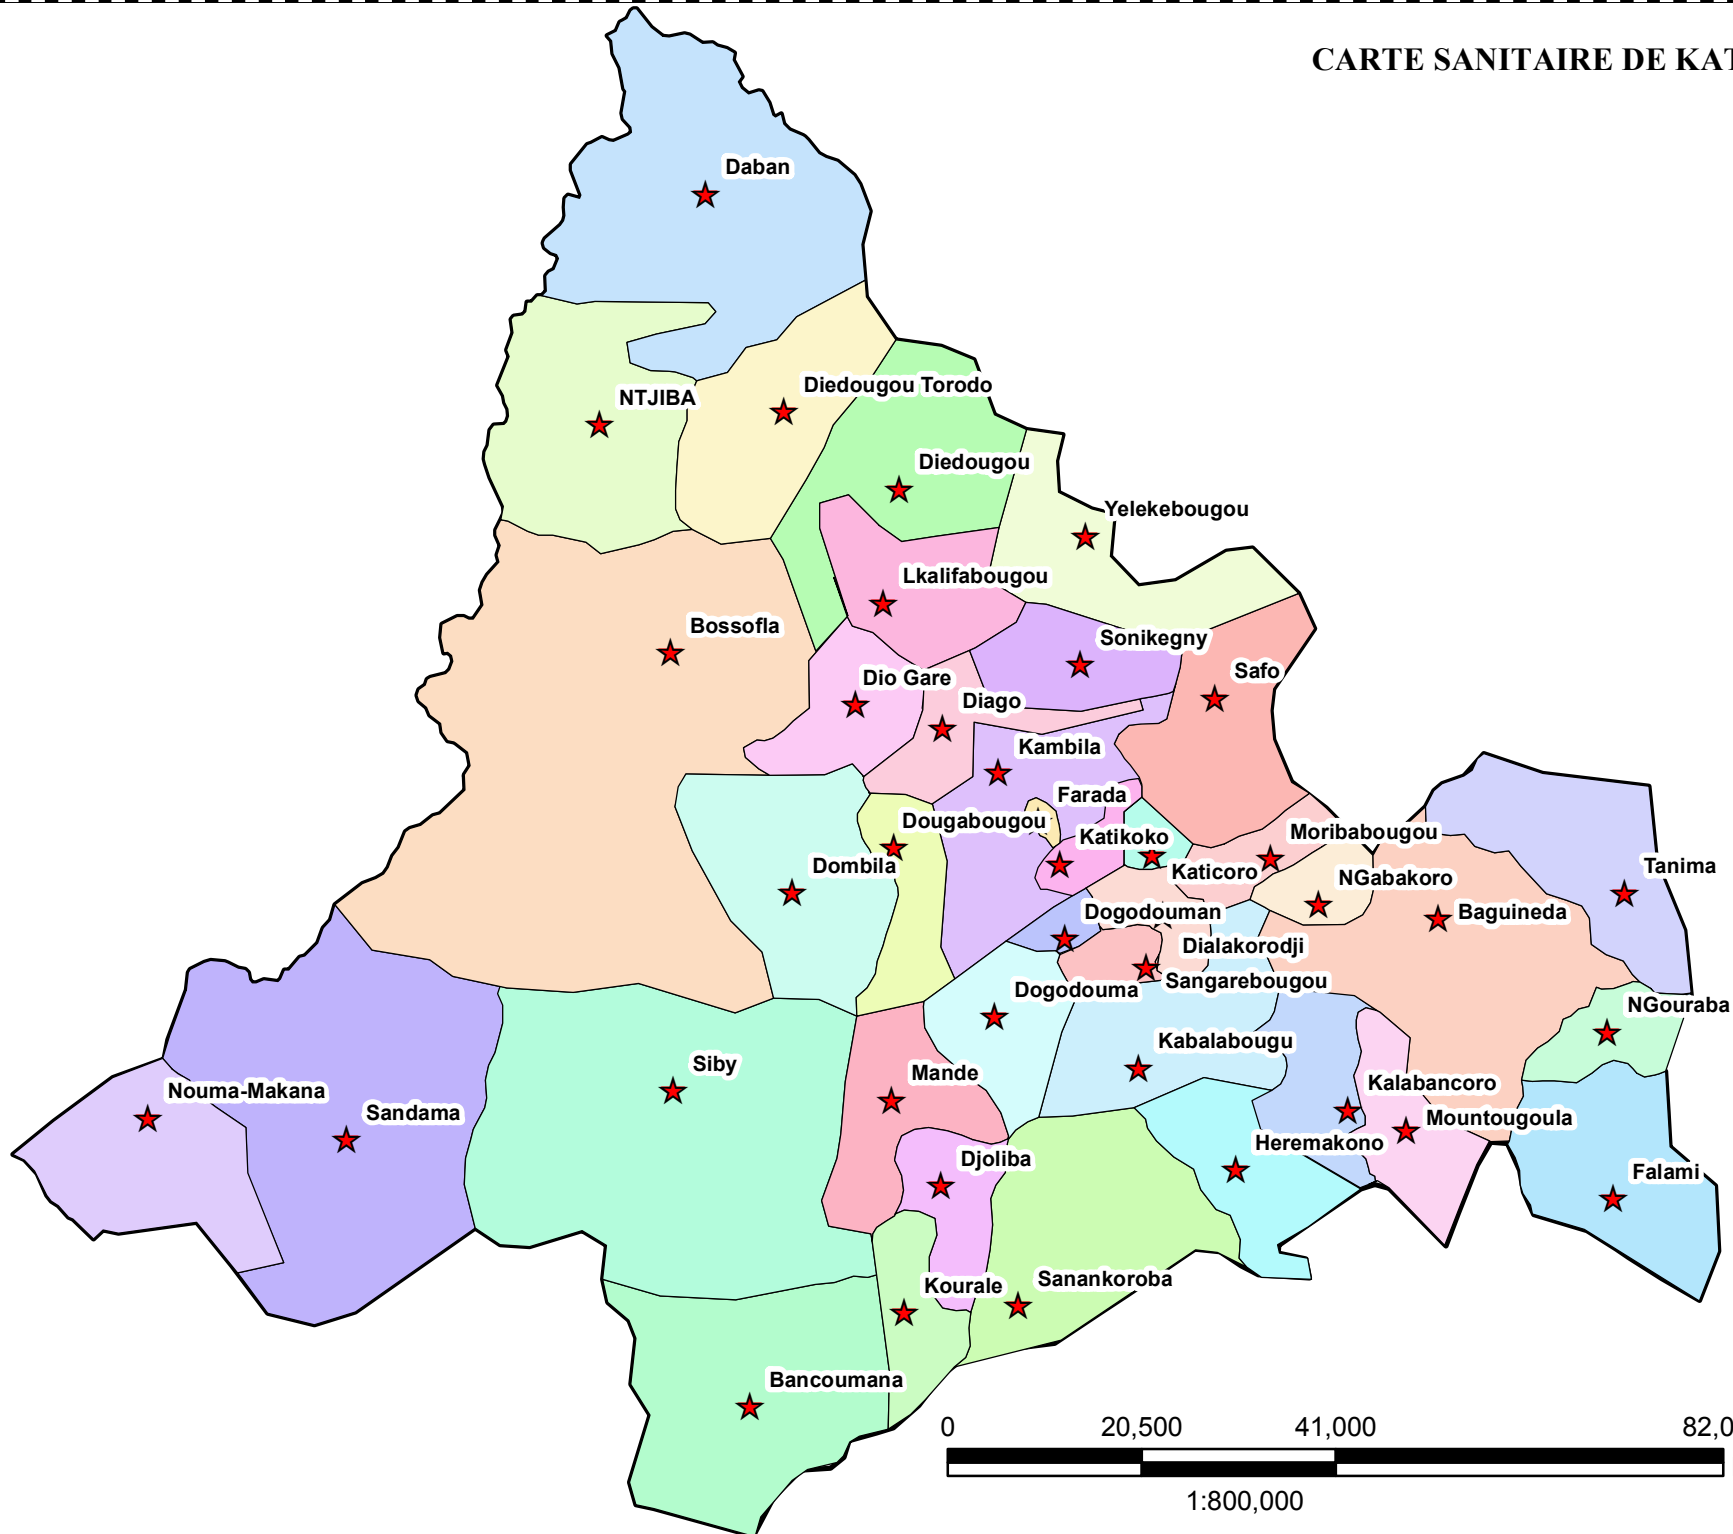 CARTE SANITAIRE DE KAT
Daban
NTJIBA
Diedougou Torodo
Diedougou
Yelekebougou
Lkalifabougou
Bossofla
Sonikegny
Safo
Dio Gare
Diago
Kambila
Farada
Dougabougou
Katikoko
Moribabougou
Dombila
Katicoro
NGabakoro
Tanima
Baguineda
Dogodouman
Dialakorodji
Sangarebougou
Dogodouma
NGouraba
Kabalabougu
Siby
Mande
Kalabancoro
Nouma-Makana
Sandama
Mountougoula
Heremakono
Djoliba
Falami
Kourale
Sanankoroba
Bancoumana
0 20,500 41,000 82,0
1:800,000